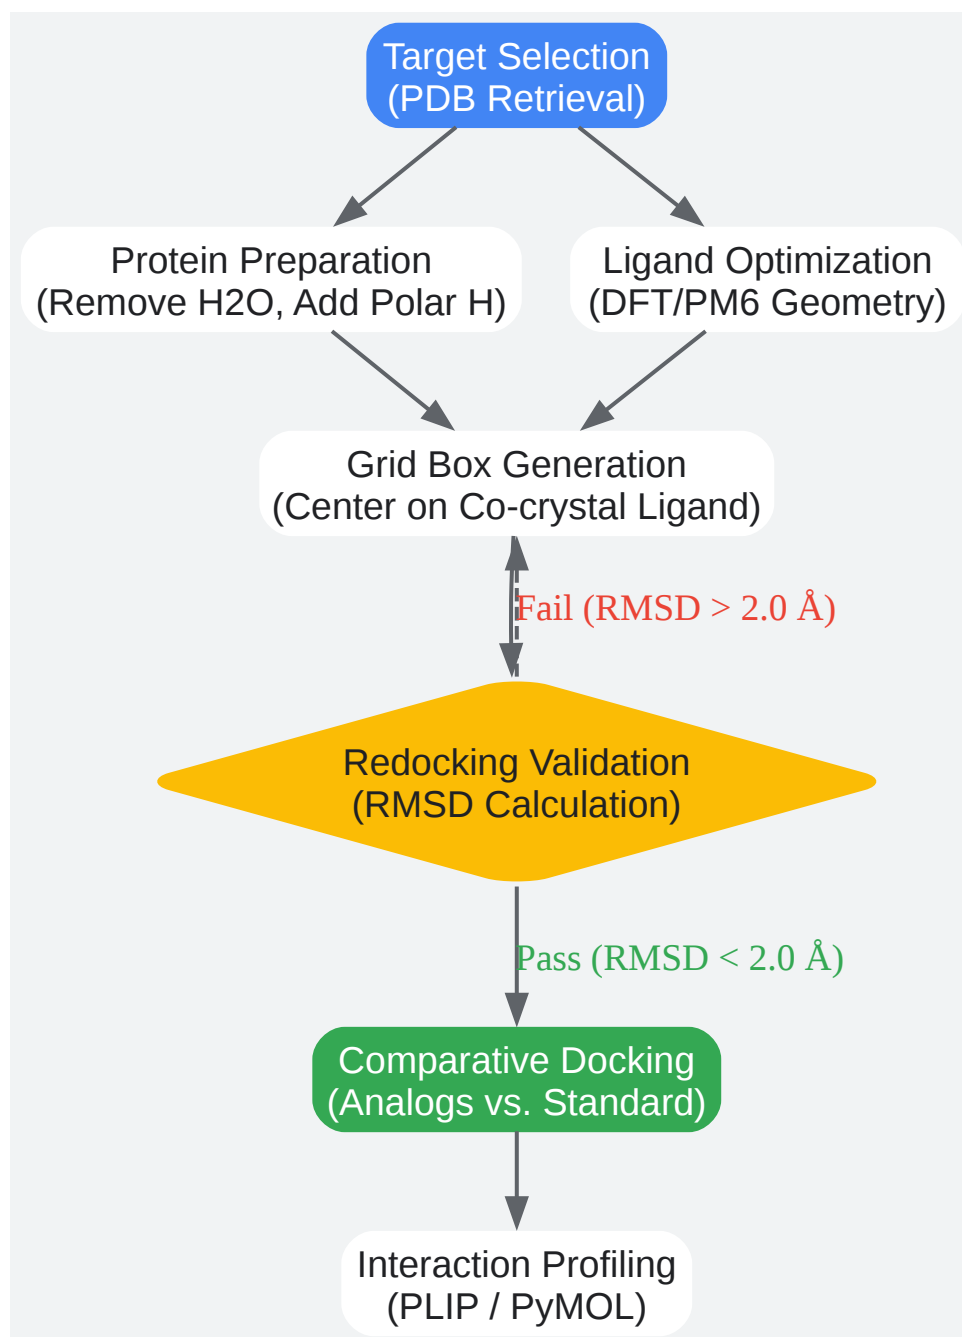 Target Selection
(PDB Retrieval)
Protein Preparation
(Remove H2O, Add Polar H)
Ligand Optimization
(DFT/PM6 Geometry)
Grid Box Generation
(Center on Co-crystal Ligand)
Fail (RMSD > 2.0 Å)
Redocking Validation
(RMSD Calculation)
Pass (RMSD < 2.0 Å)
Comparative Docking
(Analogs vs. Standard)
Interaction Profiling
(PLIP / PyMOL)